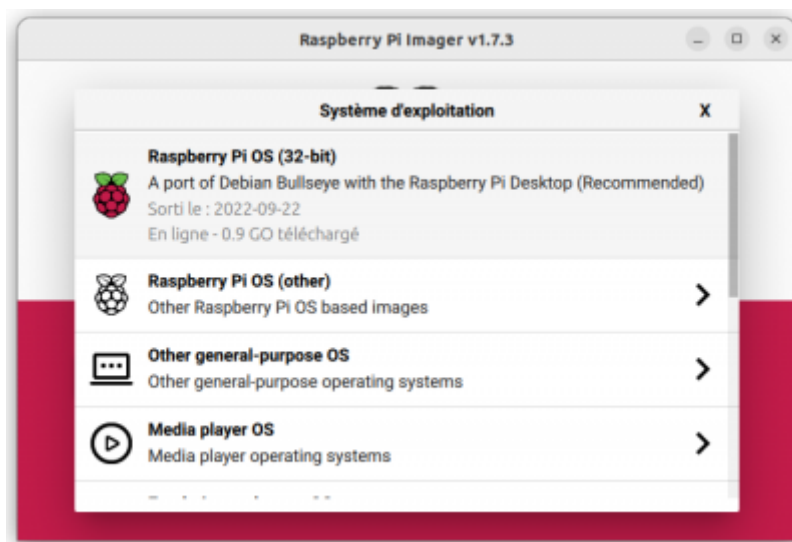 Raspberry Pi Imager v1.7.3
Système d'exploitation
X
Raspberry Pi OS (32-bit)
A port of Debian Bullseye with the Raspberry Pi Desktop (Recommended)
Sorti le : 2022-09-22
En ligne - 0.9 GO téléchargé
Raspberry Pi OS (other)
Other Raspberry Pi OS based images
Other general-purpose OS
Other general-purpose operating systems
Media player OS
Media player operating systems